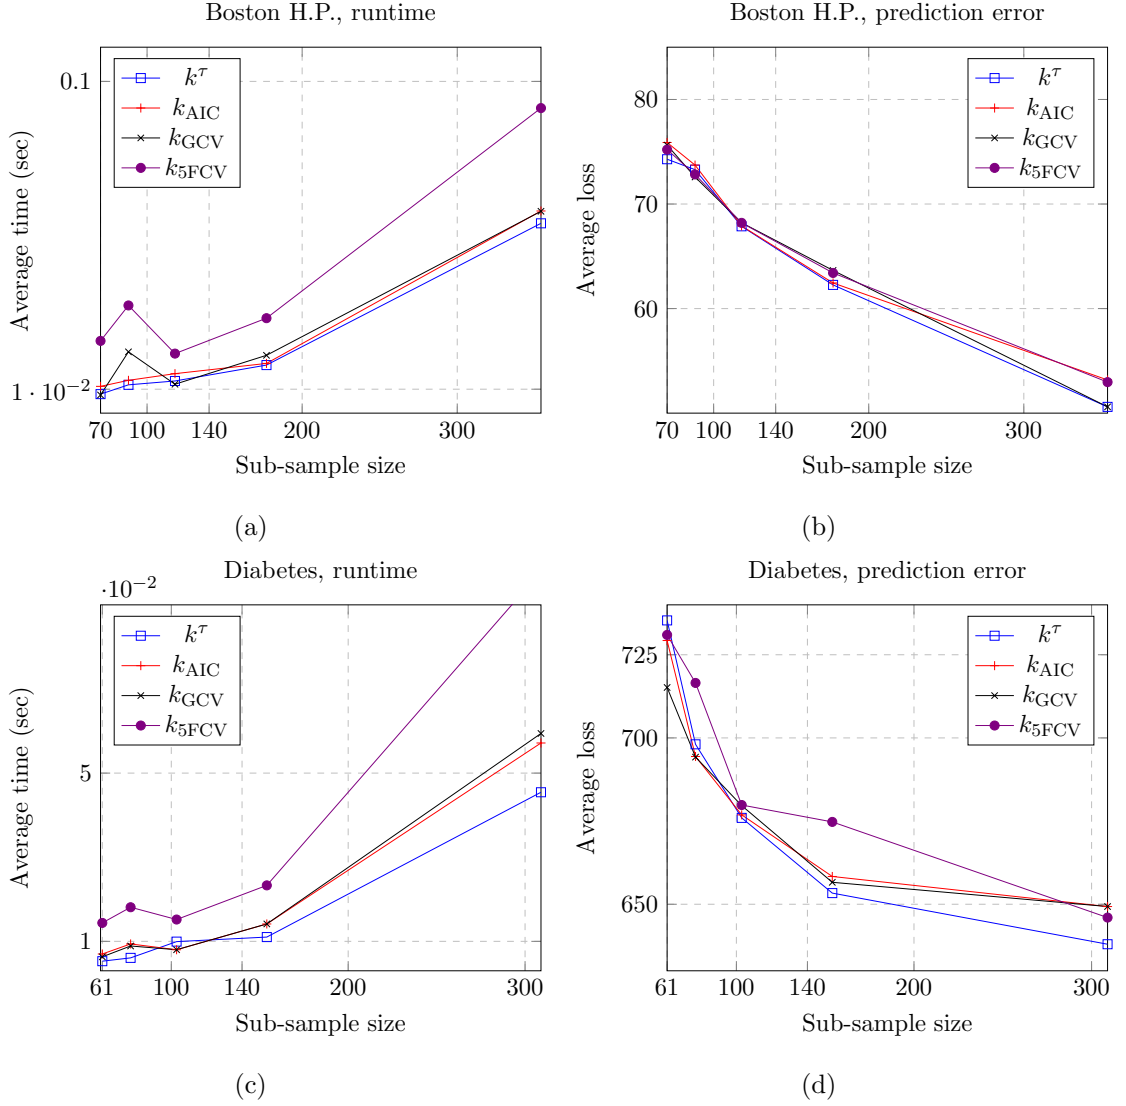 Boston H.P., runtime
0.1
1 · 10⁻²
Average time (sec)
k^τ
k_AIC
k_GCV
k_5FCV
70 100 140 200 300
Sub-sample size
(a)
Boston H.P., prediction error
80
70
60
Average loss
k^τ
k_AIC
k_GCV
k_5FCV
70 100 140 200 300
Sub-sample size
(b)
Diabetes, runtime
·10⁻²
5
1
Average time (sec)
k^τ
k_AIC
k_GCV
k_5FCV
61 100 140 200 300
Sub-sample size
(c)
Diabetes, prediction error
725
700
650
Average loss
k^τ
k_AIC
k_GCV
k_5FCV
61 100 140 200 300
Sub-sample size
(d)